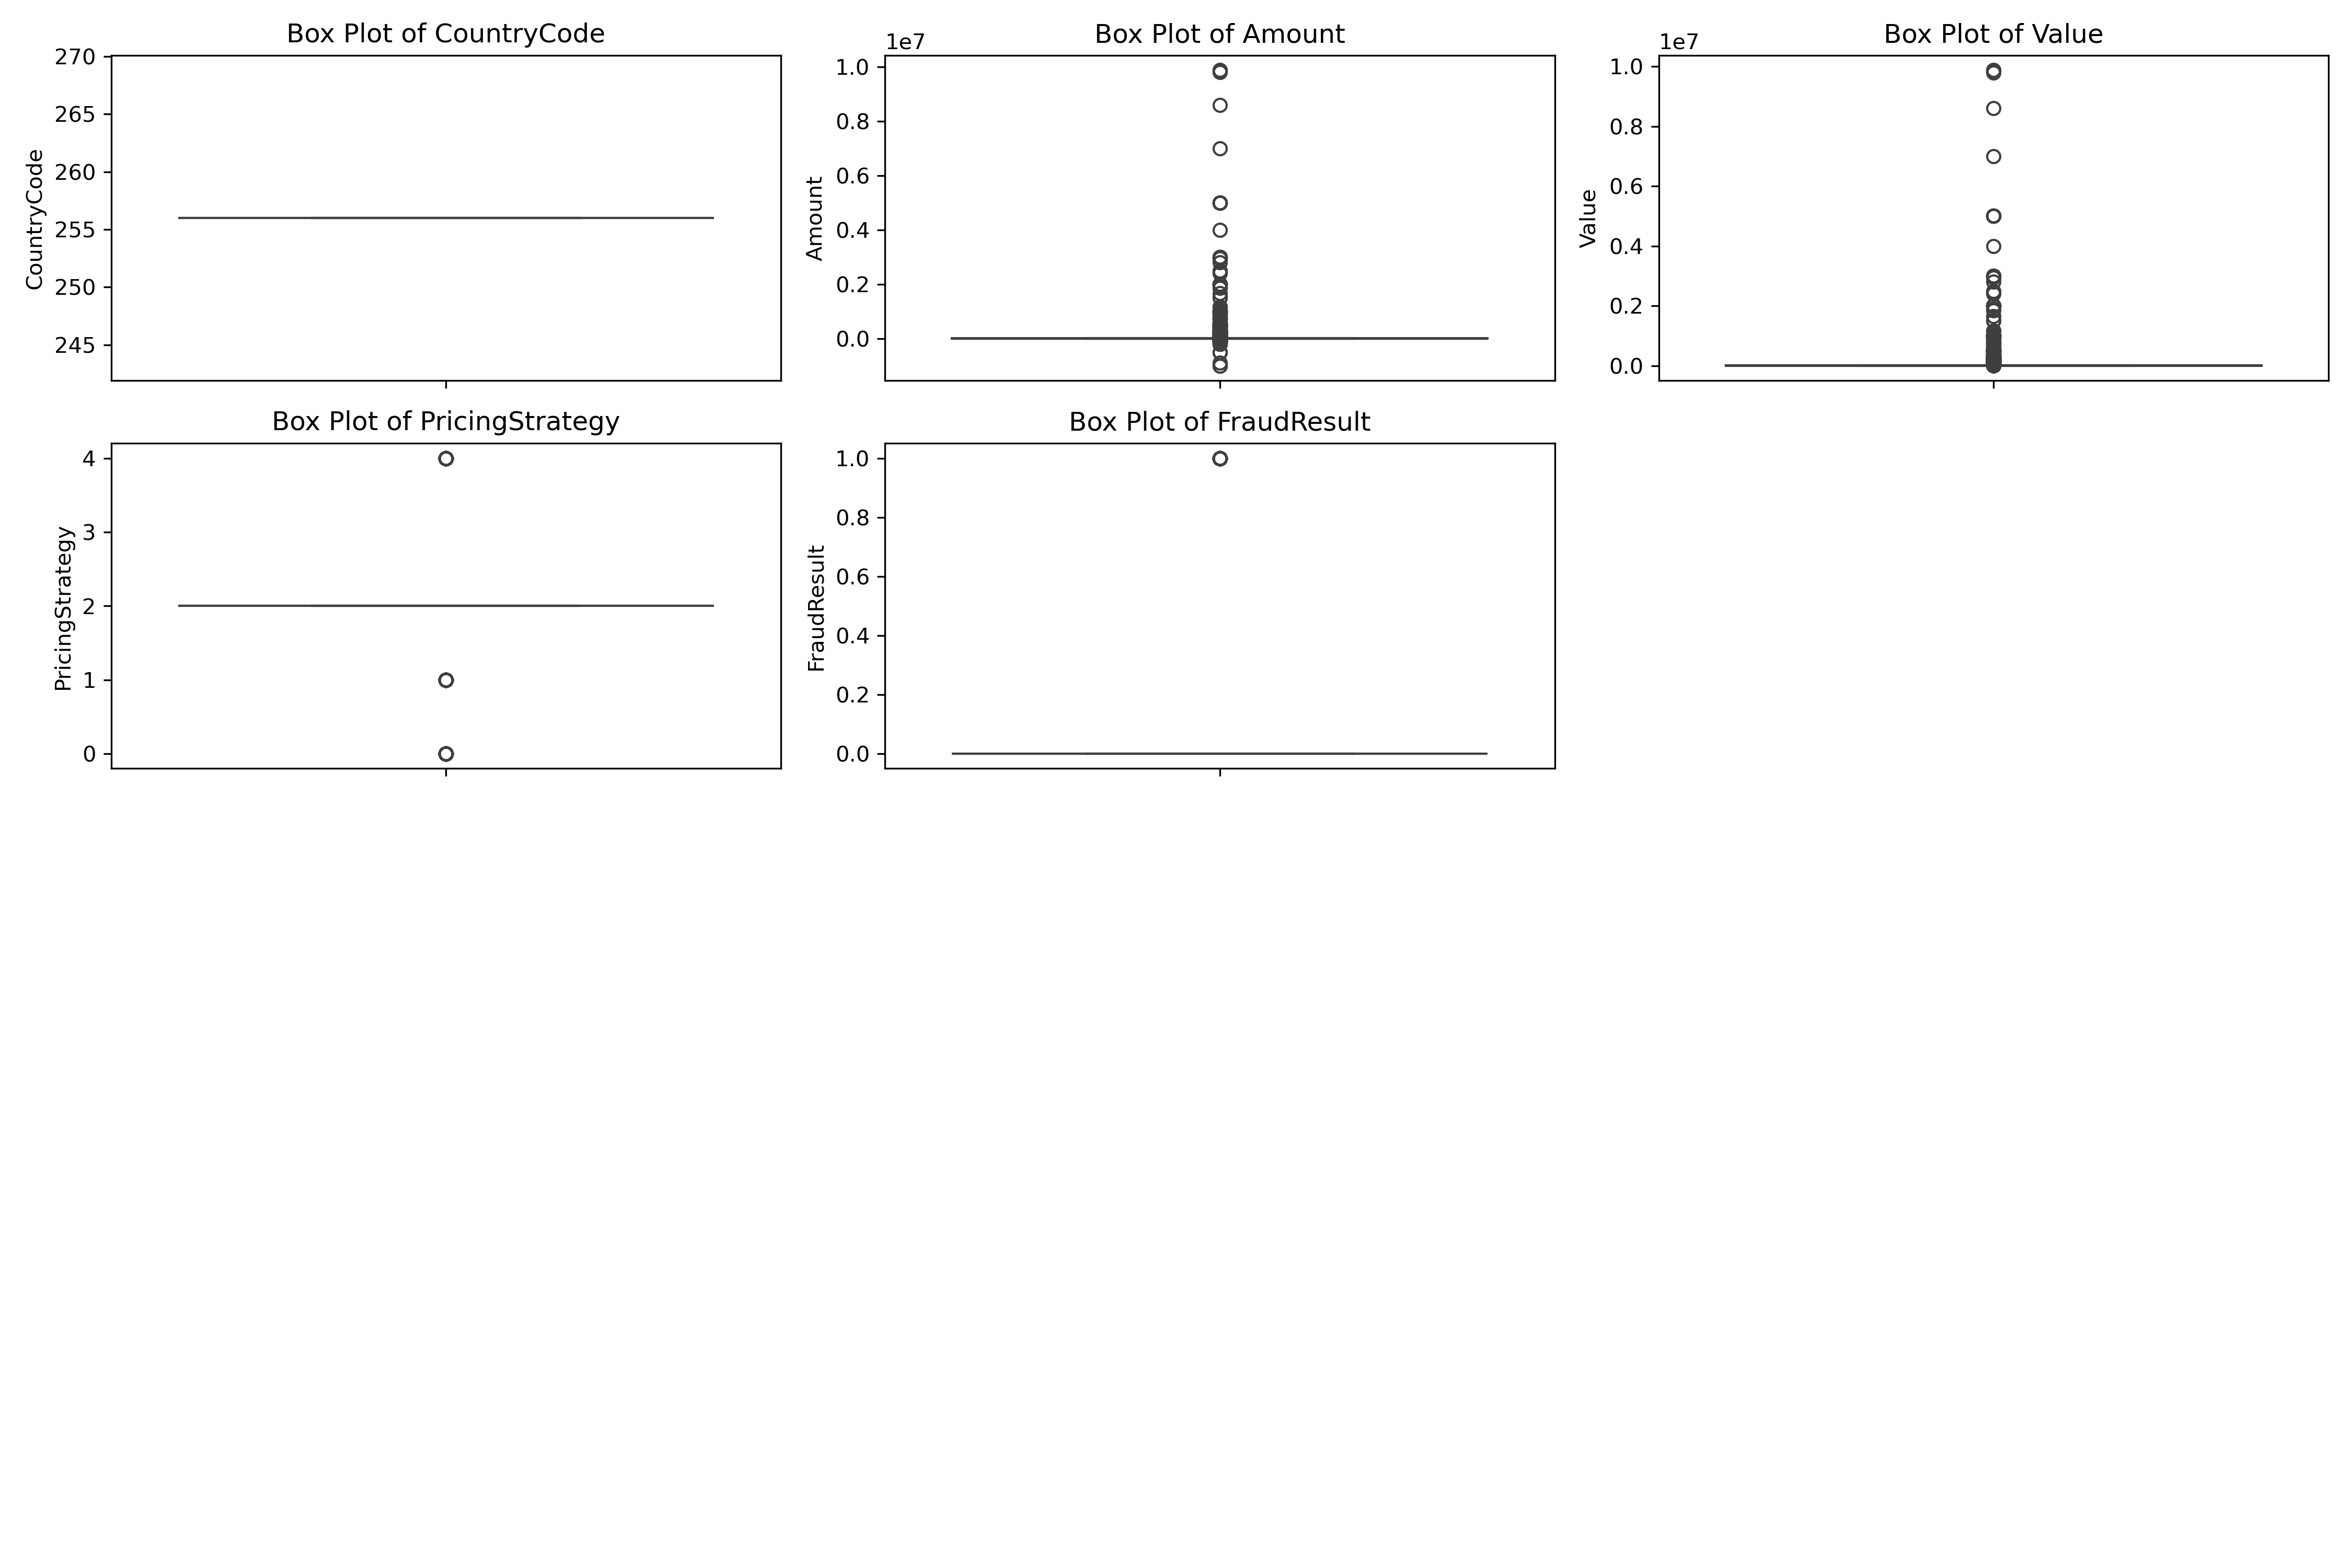 Box Plot of CountryCode
270
265
260
255
250
245
CountryCode
Box Plot of Amount
1e7
1.0
0.8
0.6
0.4
0.2
0.0
Amount
Box Plot of Value
1e7
1.0
0.8
0.6
0.4
0.2
0.0
Value
Box Plot of PricingStrategy
4
3
2
1
0
PricingStrategy
Box Plot of FraudResult
1.0
0.8
0.6
0.4
0.2
0.0
FraudResult